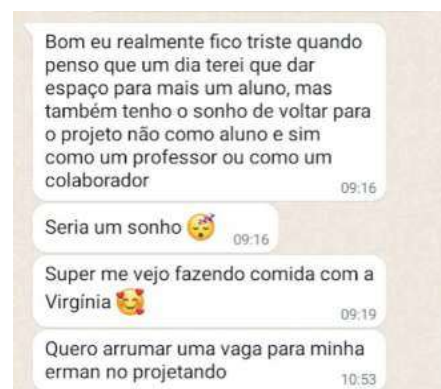 Bom eu realmente fico triste quando
penso que um dia terei que dar
espaço para mais um aluno, mas
também tenho o sonho de voltar para
o projeto não como aluno e sim
como um professor ou como um
colaborador
09:16
Seria um sonho 😴
09:16
Super me vejo fazendo comida com a
Virgínia 🥰
09:19
Quero arrumar uma vaga para minha
erman no projetando
10:53